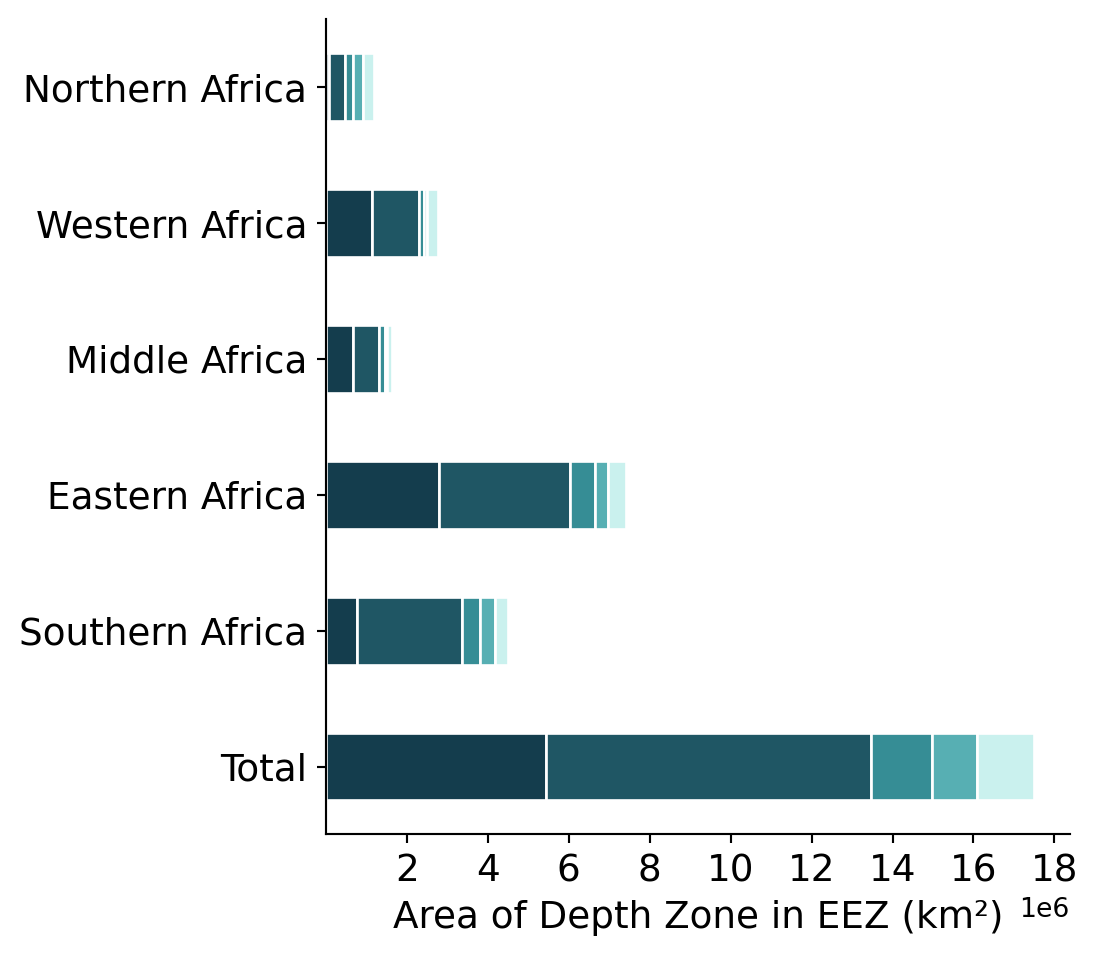 Northern Africa
Western Africa
Middle Africa
Eastern Africa
Southern Africa
Total
2 4 6 8 10 12 14 16 18
Area of Depth Zone in EEZ (km²) 1e6